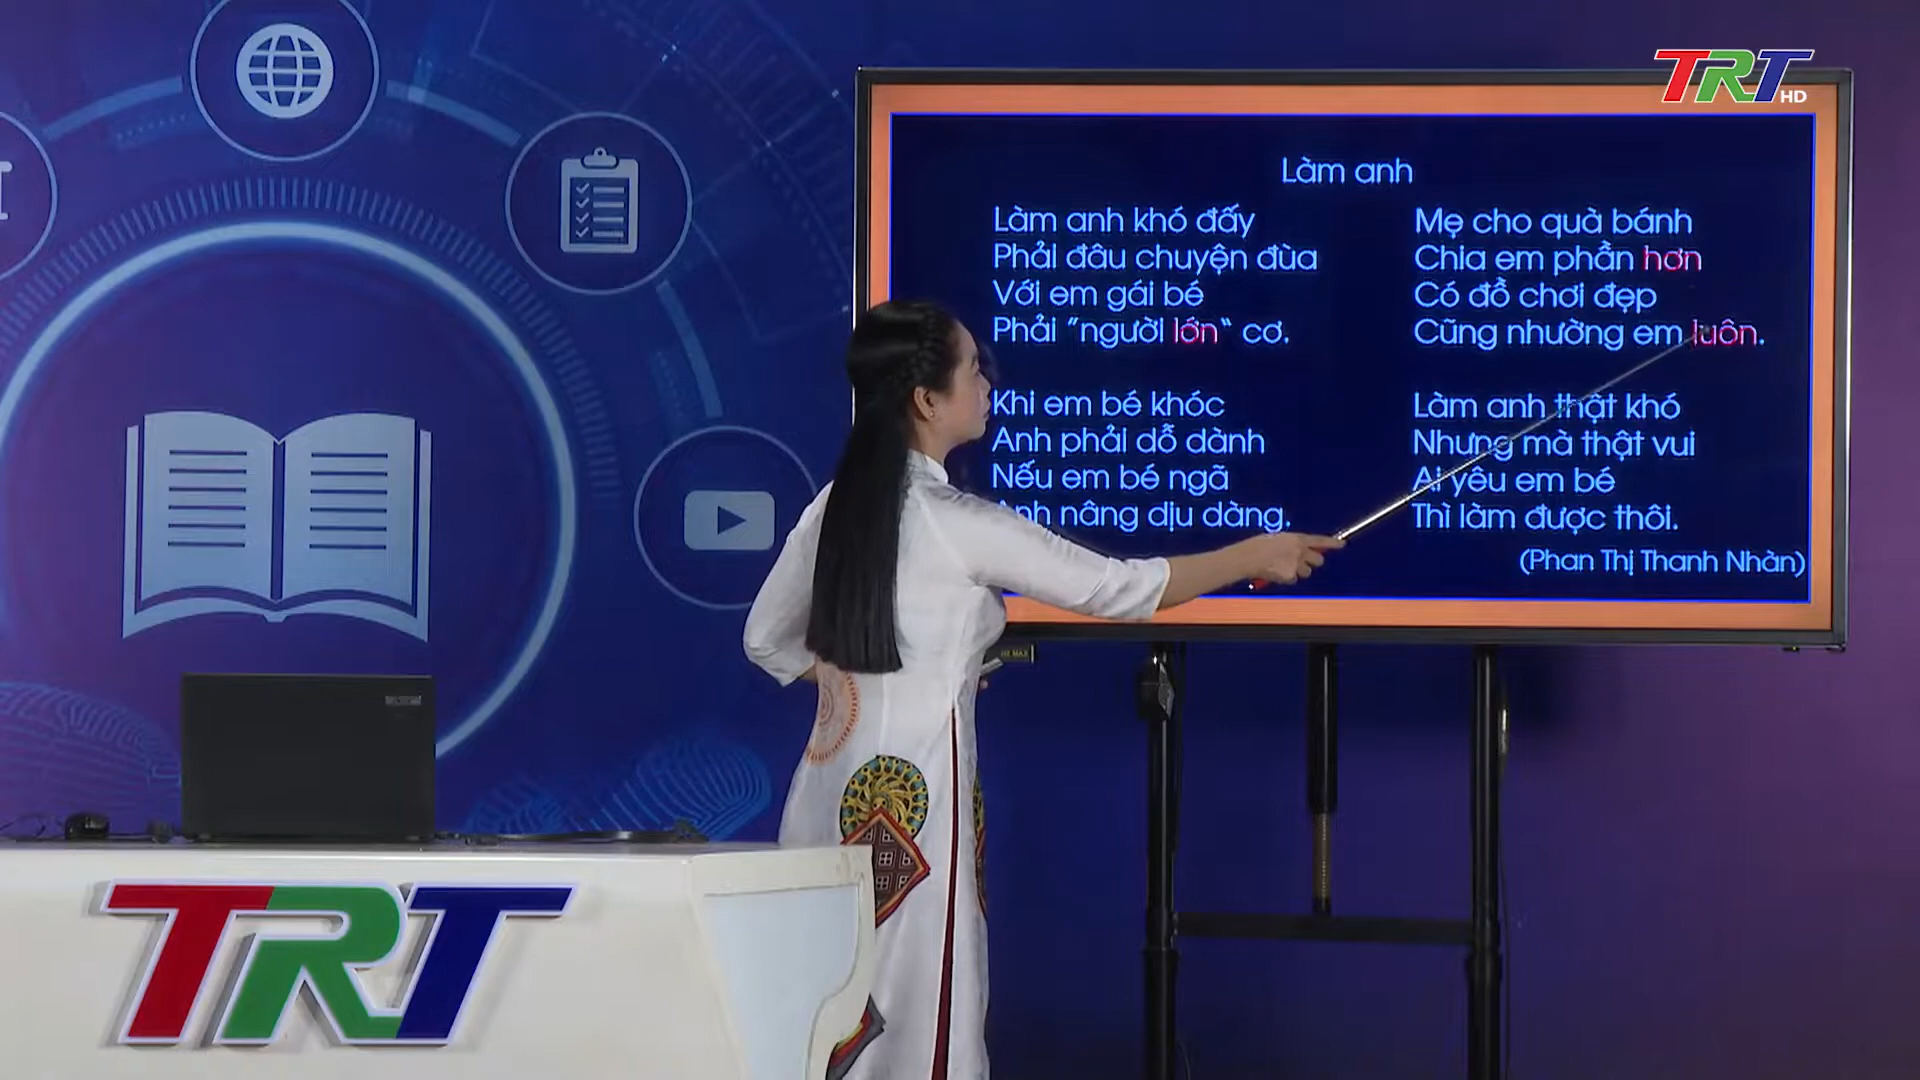 TRT HD
Làm anh
Làm anh khó đấy
Phải đâu chuyện đùa
Với em gái bé
Phải "người lớn" cơ.
Khi em bé khóc
Anh phải dỗ dành
Nếu em bé ngã
Anh nâng dịu dàng.
Mẹ cho quà bánh
Chia em phần hơn
Có đồ chơi đẹp
Cũng nhường em luôn.
Làm anh thật khó
Nhưng mà thật vui
Ai yêu em bé
Thì làm được thôi.
(Phan Thị Thanh Nhàn)
TRT